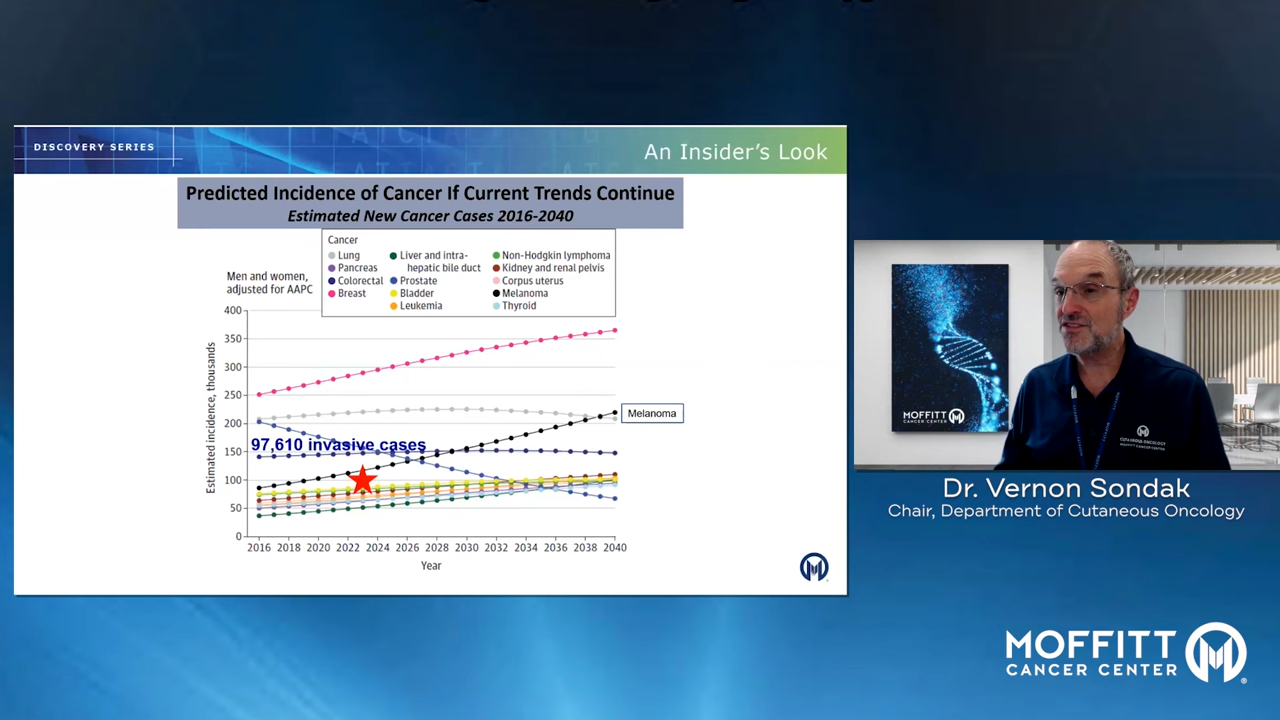 DISCOVERY SERIES
An Insider's Look
Predicted Incidence of Cancer If Current Trends Continue
Estimated New Cancer Cases 2016-2040
Cancer
Lung
Pancreas
Colorectal
Breast
Liver and intra-
hepatic bile duct
Prostate
Bladder
Leukemia
Non-Hodgkin lymphoma
Kidney and renal pelvis
Corpus uterus
Melanoma
Thyroid
Men and women,
adjusted for AAPC
Estimated incidence, thousands
400
350
300
250
200
150
100
50
0
97,610 invasive cases
Melanoma
2016 2018 2020 2022 2024 2026 2028 2030 2032 2034 2036 2038 2040
Year
MOFFITT
CANCER CENTER
CUTANEOUS ONCOLOGY
MOFFITT CANCER CENTER
Dr. Vernon Sondak
Chair, Department of Cutaneous Oncology
MOFFITT
CANCER CENTER